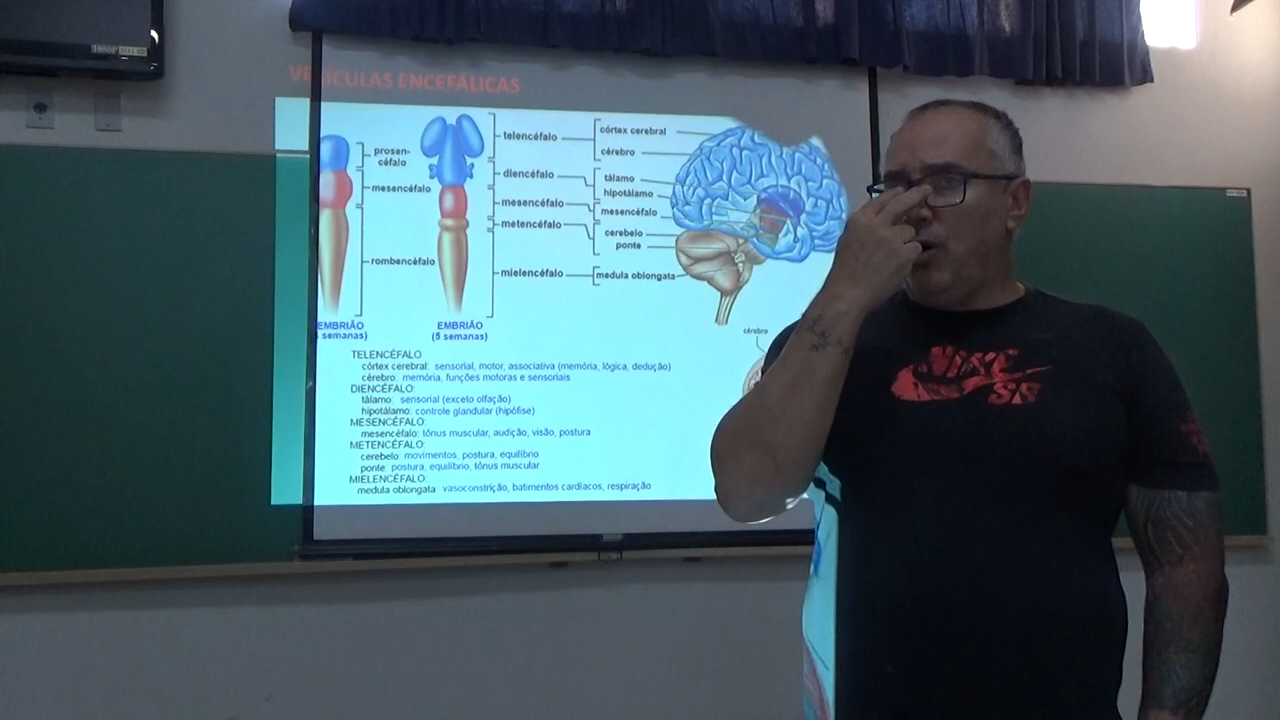 1080P
VESÍCULAS ENCEFÁLICAS
prosen-
céfalo
mesencéfalo
rombencéfalo
EMBRIÃO
semanas)
EMBRIÃO
(5 semanas)
telencéfalo
diencéfalo
mesencéfalo
metencéfalo
mielencéfalo
córtex cerebral
cérebro
tálamo
hipotálamo
mesencéfalo
cerebelo
ponte
medula oblongata
cérebro
TELENCÉFALO
córtex cerebral: sensorial, motor, associativa (memória, lógica, dedução)
cérebro: memória, funções motoras e sensoriais
DIENCÉFALO:
tálamo: sensorial (exceto olfação)
hipotálamo: controle glandular (hipófise)
MESENCÉFALO:
mesencéfalo: tônus muscular, audição, visão, postura
METENCÉFALO:
cerebelo: movimentos, postura, equilíbrio
ponte: postura, equilíbrio, tônus muscular
MIELENCÉFALO:
medula oblongata vasoconstrição, batimentos cardíacos, respiração
NIKE
SB